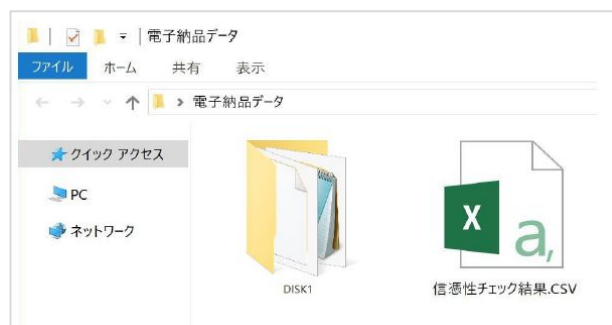 電子納品データ
ファイル ホーム 共有 表示
電子納品データ
クイック アクセス
PC
ネットワーク
X a,
DISK1
信憑性チェック結果.CSV